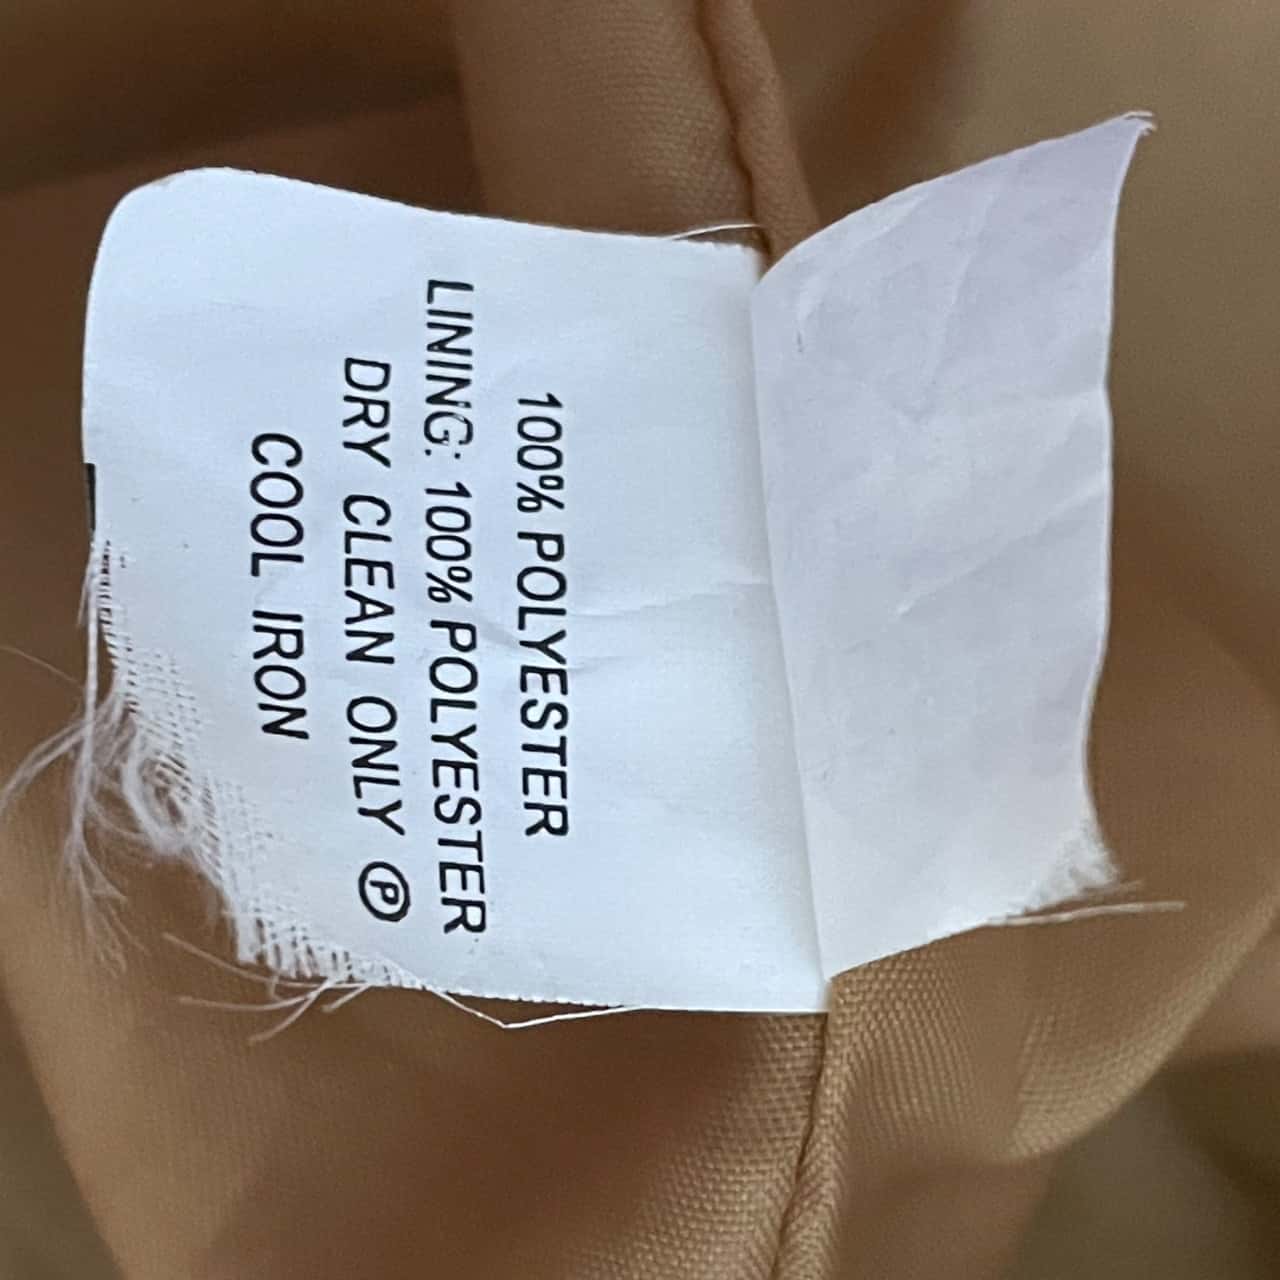 100% POLYESTER
LINING: 100% POLYESTER
DRY CLEAN ONLY Ⓟ
COOL IRON